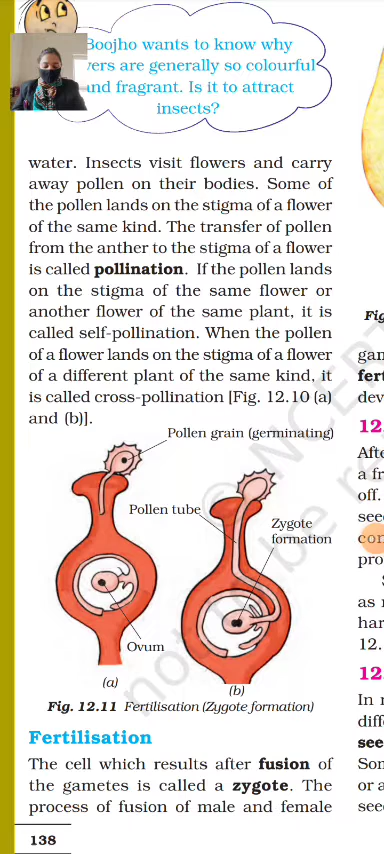 Boojho wants to know why
are generally so colourful
and fragrant. Is it to attract
insects?
water. Insects visit flowers and carry
away pollen on their bodies. Some of
the pollen lands on the stigma of a flower
of the same kind. The transfer of pollen
from the anther to the stigma of a flower
is called pollination. If the pollen lands
on the stigma of the same flower or
another flower of the same plant, it is
called self-pollination. When the pollen
of a flower lands on the stigma of a flower
of a different plant of the same kind, it
is called cross-pollination [Fig. 12.10 (a)
and (b)].
Pollen grain (germinating)
Pollen tube
Zygote
formation
Ovum
(a)
(b)
Fig. 12.11 Fertilisation (Zygote formation)
Fertilisation
The cell which results after fusion of
the gametes is called a zygote. The
process of fusion of male and female
138
Fig
gam
fert
dev
12.
Afte
a fr
off.
see
con
pro
S
as
har
12.
12.
In
diffe
see
Son
or a
see
© NCERT
not to be re